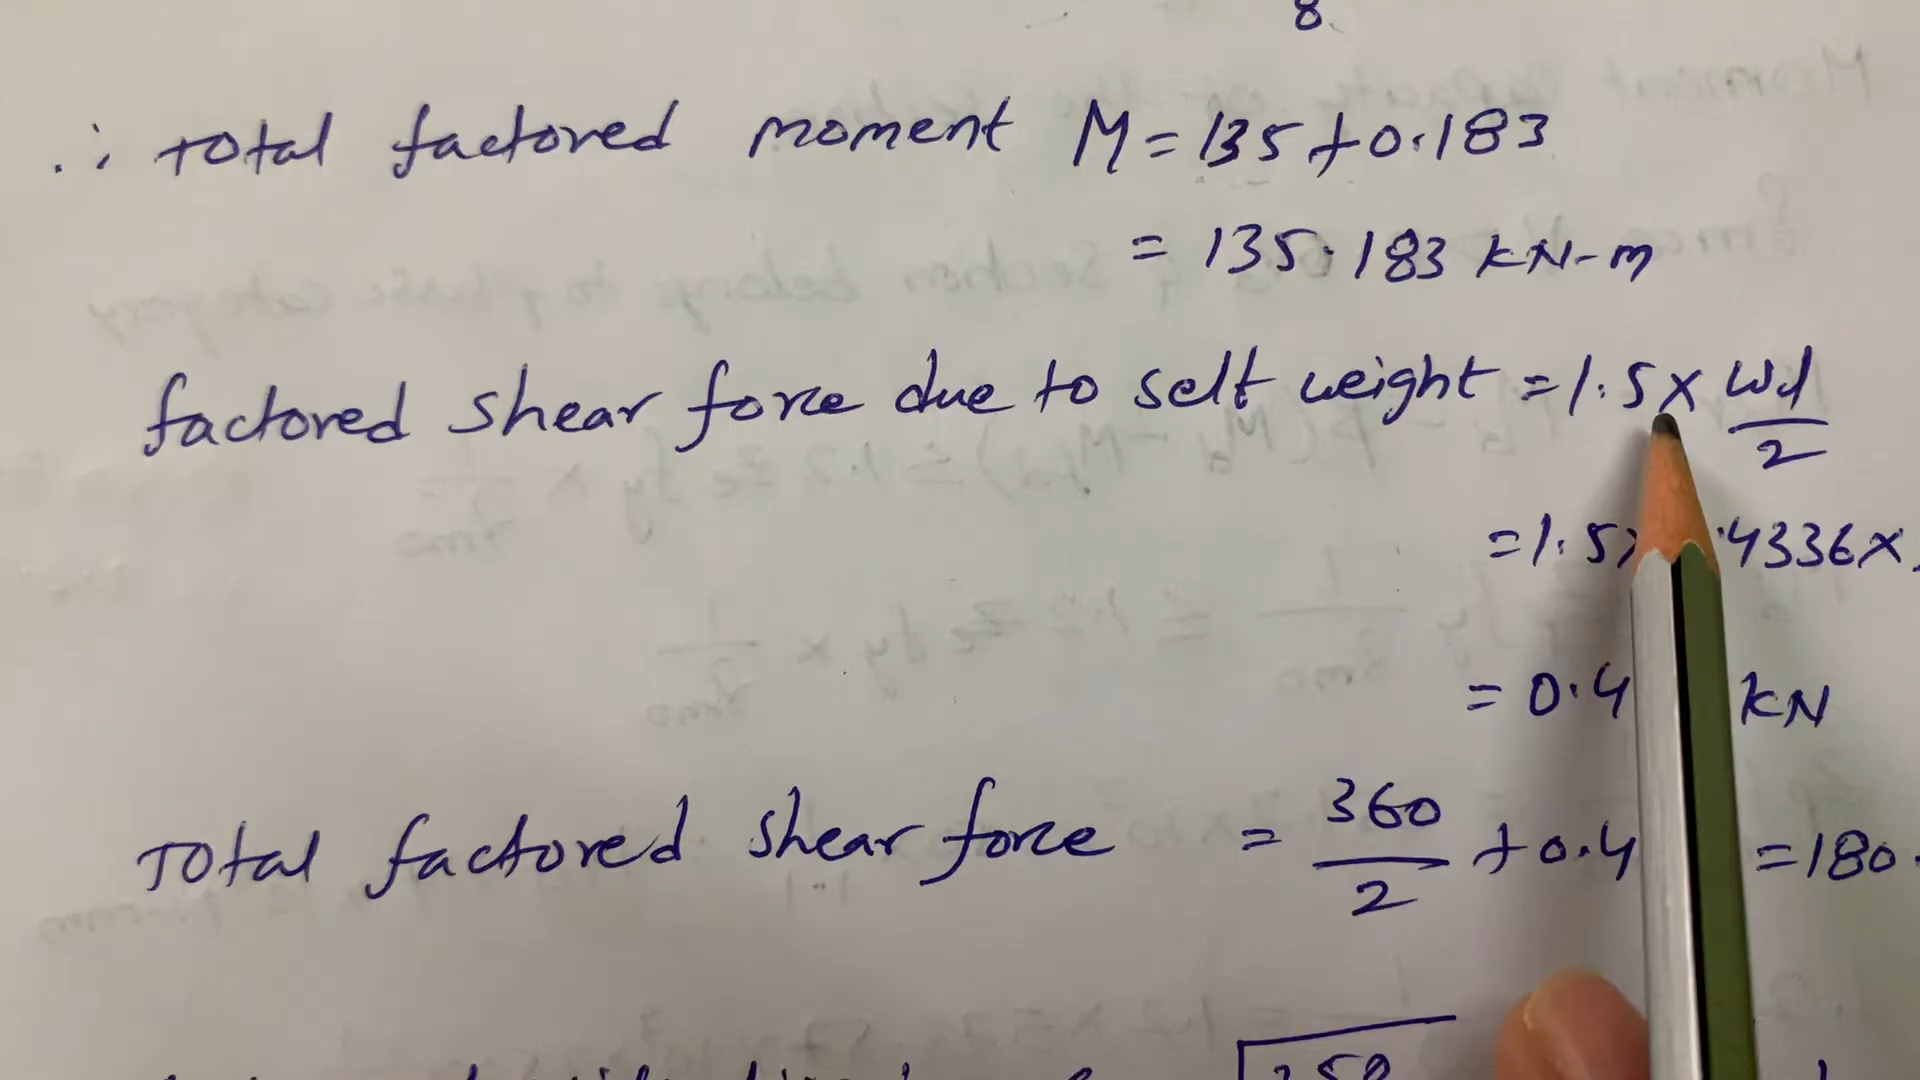 8
∴ total factored moment M = 135 + 0.183
= 135.183 KN-m
factored shear force due to self weight = 1.5 x wl/2
= 1.5 x .4336 x
= 0.4 KN
Total factored shear force = 360/2 + 0.4 = 180.